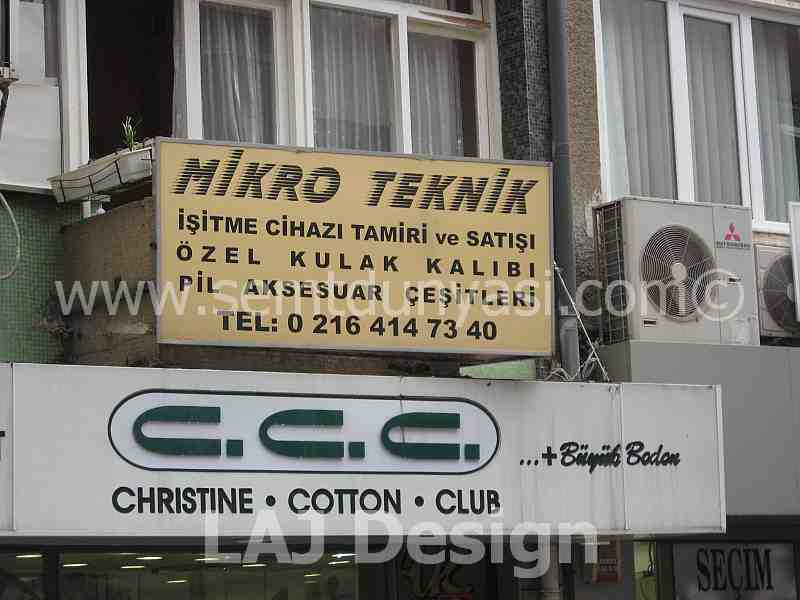 MİKRO TEKNİK
İŞİTME CİHAZI TAMİRİ ve SATIŞI
ÖZEL KULAK KALIBI
PİL AKSESUAR ÇEŞİTLERİ
TEL: 0 216 414 73 40
www.semtdunyasi.com©
C.C.C.
...+Büyük Beden
CHRISTINE • COTTON • CLUB
LAJ Design
SEÇİM